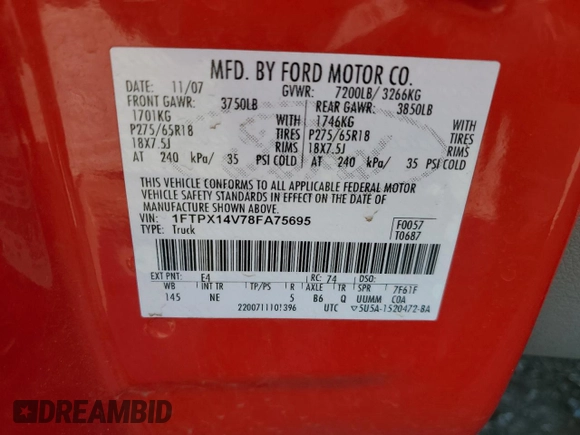 MFD. BY FORD MOTOR CO.
DATE: 11/07 GVWR: 7200LB/ 3266KG
FRONT GAWR: 3750LB REAR GAWR: 3850LB
1701KG WITH 1746KG WITH
P275/65R18 TIRES P275/65R18 TIRES
18X7.5J RIMS 18X7.5J RIMS
AT 240 kPa/ 35 PSI COLD AT 240 kPa/ 35 PSI COLD
THIS VEHICLE CONFORMS TO ALL APPLICABLE FEDERAL MOTOR
VEHICLE SAFETY STANDARDS IN EFFECT ON THE DATE OF
MANUFACTURE SHOWN ABOVE.
VIN: 1FTPX14V78FA75695 F0057
TYPE: Truck T0687
EXT PNT: E4 RC: 74 DSO:
WB INT TR TP/PS R AXLE TR SPR 7F61F
145 NE 5 B6 Q UUMM COA
2200711101396 UTC ▽5U5A-1520472-BA
DREAMBID